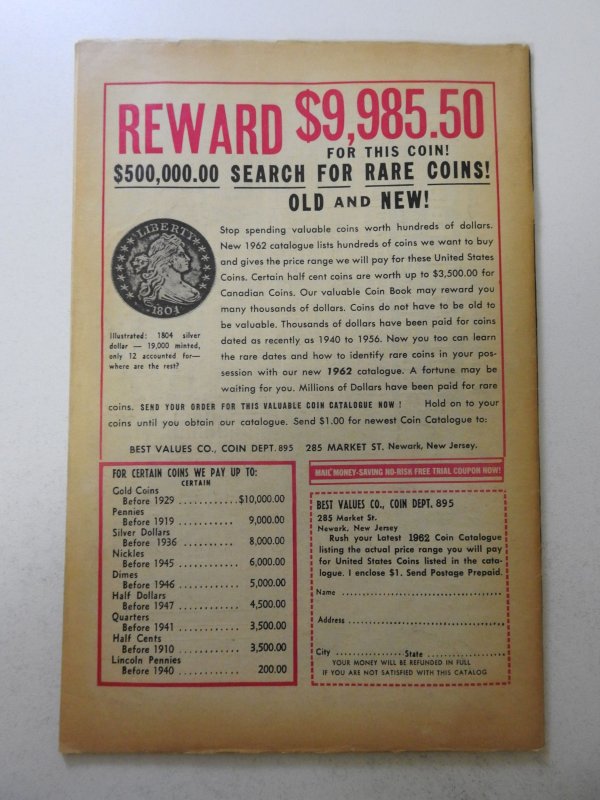 REWARD $9,985.50
FOR THIS COIN!
$500,000.00 SEARCH FOR RARE COINS!
OLD AND NEW!
LIBERTY
1804
Illustrated: 1804 silver
dollar — 19,000 minted,
only 12 accounted for—
where are the rest?
Stop spending valuable coins worth hundreds of dollars.
New 1962 catalogue lists hundreds of coins we want to buy
and gives the price range we will pay for these United States
Coins. Certain half cent coins are worth up to $3,500.00 for
Canadian Coins. Our valuable Coin Book may reward you
many thousands of dollars. Coins do not have to be old to
be valuable. Thousands of dollars have been paid for coins
dated as recently as 1940 to 1956. Now you too can learn
the rare dates and how to identify rare coins in your pos-
session with our new 1962 catalogue. A fortune may be
waiting for you. Millions of Dollars have been paid for rare
coins. SEND YOUR ORDER FOR THIS VALUABLE COIN CATALOGUE NOW ! Hold on to your
coins until you obtain our catalogue. Send $1.00 for newest Coin Catalogue to:
BEST VALUES CO., COIN DEPT. 895 285 MARKET ST. Newark, New Jersey.
FOR CERTAIN COINS WE PAY UP TO:
CERTAIN
Gold Coins
Before 1929 ............$10,000.00
Pennies
Before 1919 ........... 9,000.00
Silver Dollars
Before 1936 ........... 8,000.00
Nickles
Before 1945 ........... 6,000.00
Dimes
Before 1946 ........... 5,000.00
Half Dollars
Before 1947 ........... 4,500.00
Quarters
Before 1941 ........... 3,500.00
Half Cents
Before 1910 ........... 3,500.00
Lincoln Pennies
Before 1940 ........... 200.00
MAIL MONEY-SAVING NO-RISK FREE TRIAL COUPON NOW!
BEST VALUES CO., COIN DEPT. 895
285 Market St.
Newark, New Jersey
Rush your Latest 1962 Coin Catalogue
listing the actual price range you will pay
for United States Coins listed in the cata-
logue. I enclose $1. Send Postage Prepaid.
Name ........................................
Address ........................................
City .................. State ....................
YOUR MONEY WILL BE REFUNDED IN FULL
IF YOU ARE NOT SATISFIED WITH THIS CATALOG